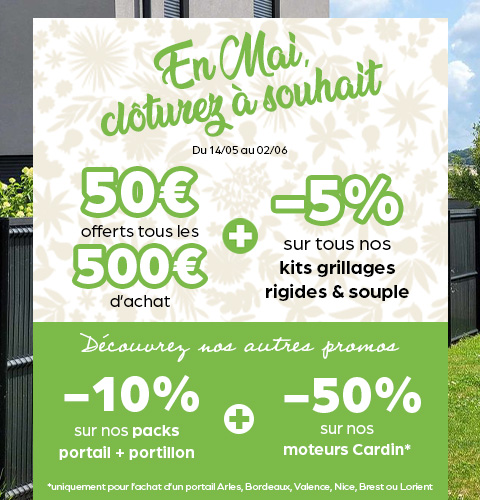 En Mai,
clôturez à souhait
Du 14/05 au 02/06
50€
offerts tous les
500€
d'achat
+
-5%
sur tous nos
kits grillages
rigides & souple
Découvrez nos autres promos
-10%
sur nos packs
portail + portillon
+
-50%
sur nos
moteurs Cardin*
*uniquement pour l'achat d'un portail Arles, Bordeaux, Valence, Nice, Brest ou Lorient